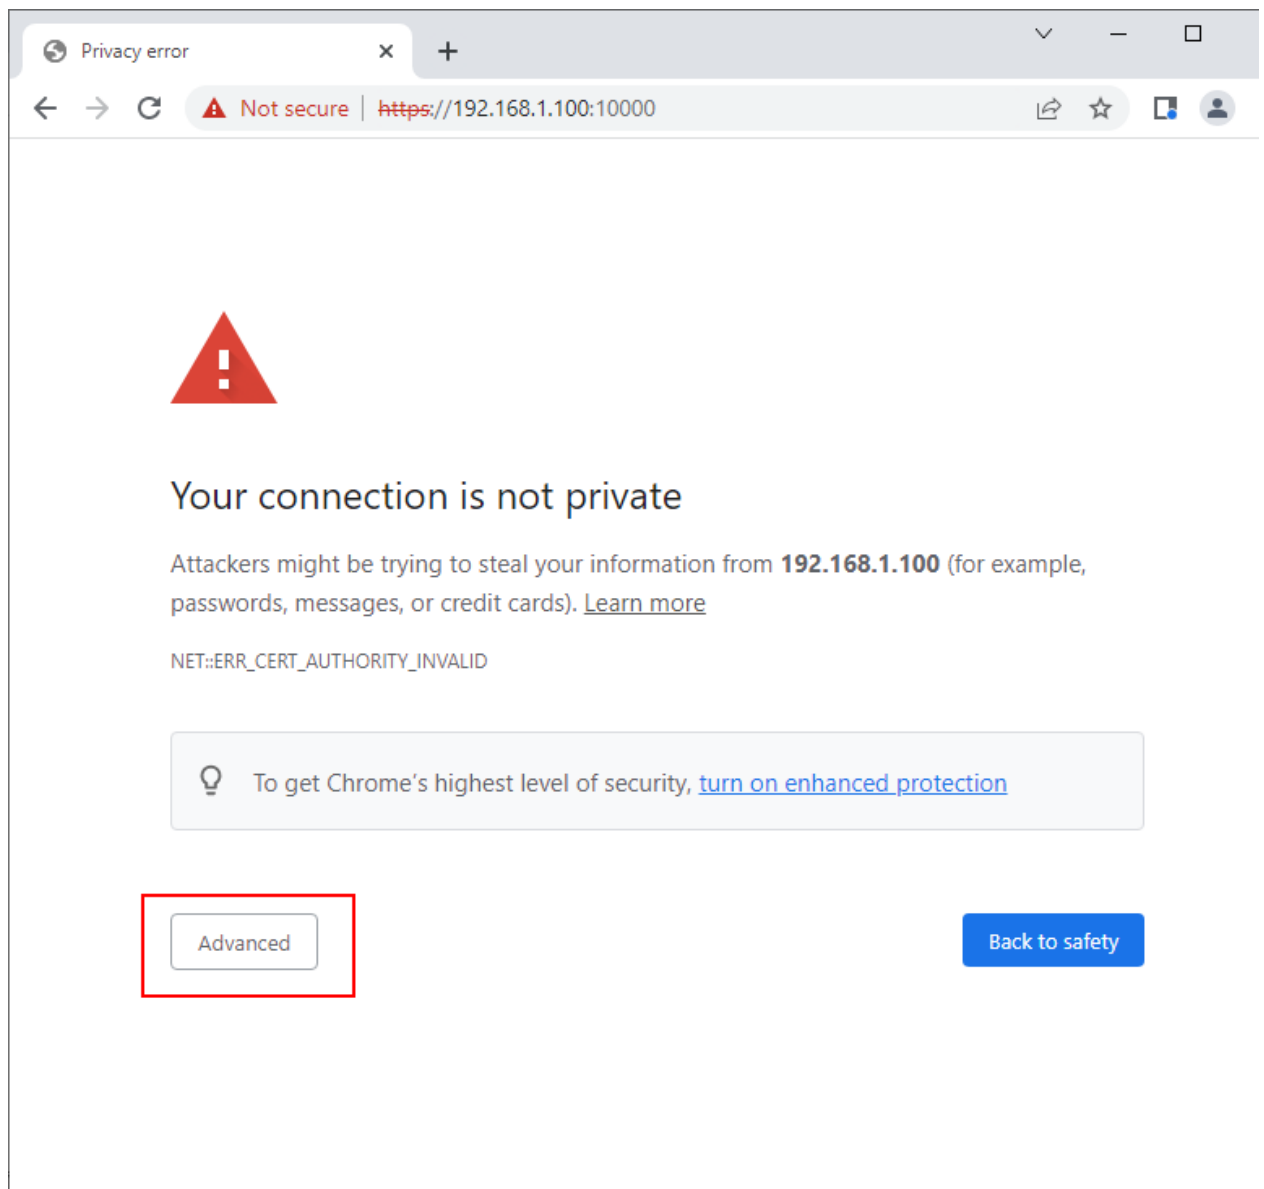 Privacy error
Not secure | https://192.168.1.100:10000
Your connection is not private
Attackers might be trying to steal your information from 192.168.1.100 (for example,
passwords, messages, or credit cards). Learn more
NET::ERR_CERT_AUTHORITY_INVALID
To get Chrome's highest level of security, turn on enhanced protection
Advanced
Back to safety